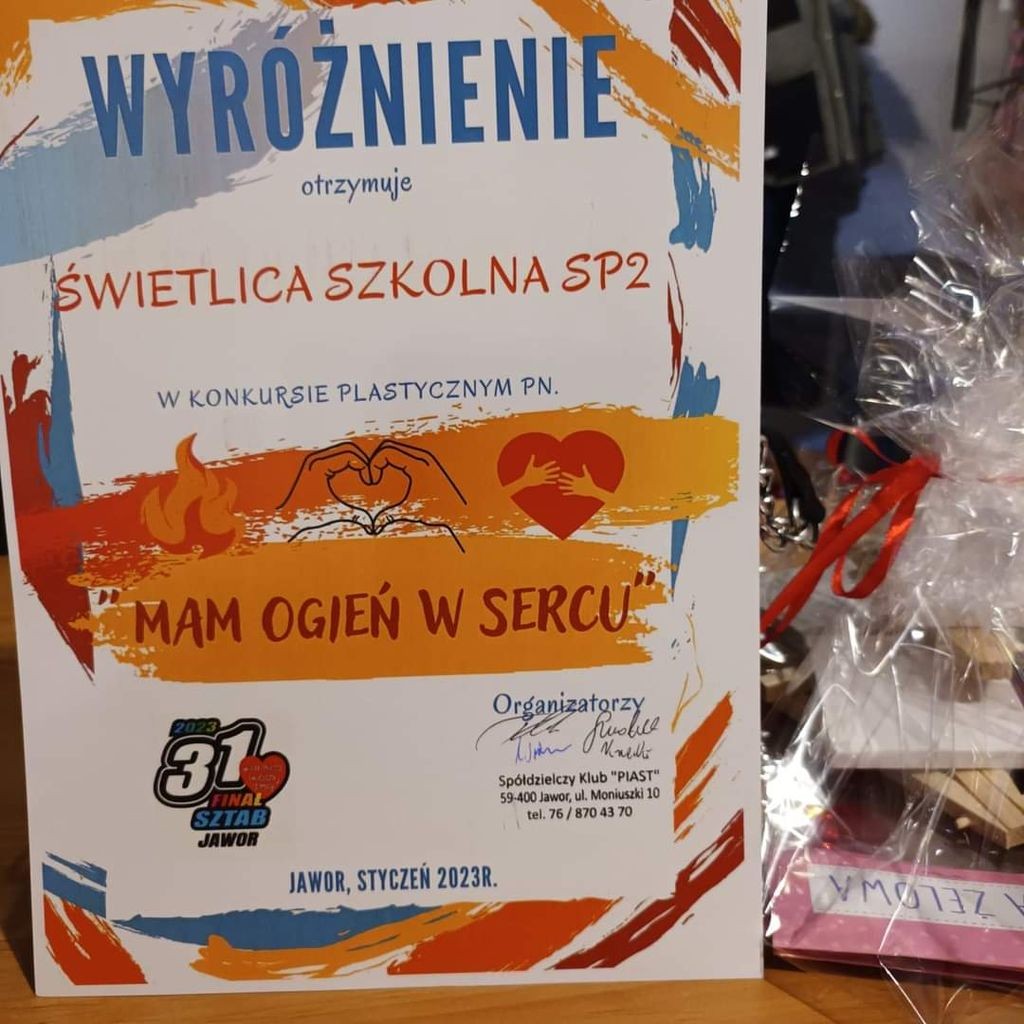 WYRÓŻNIENIE
otrzymuje
ŚWIETLICA SZKOLNA SP2
W KONKURSIE PLASTYCZNYM PN.
" MAM OGIEŃ W SERCU"
2023
31
FINAŁ
SZTAB
JAWOR
Organizatorzy
Spółdzielczy Klub "PIAST"
59-400 Jawor, ul. Moniuszki 10
tel. 76 / 870 43 70
JAWOR, STYCZEŃ 2023R.
ŻELOWA